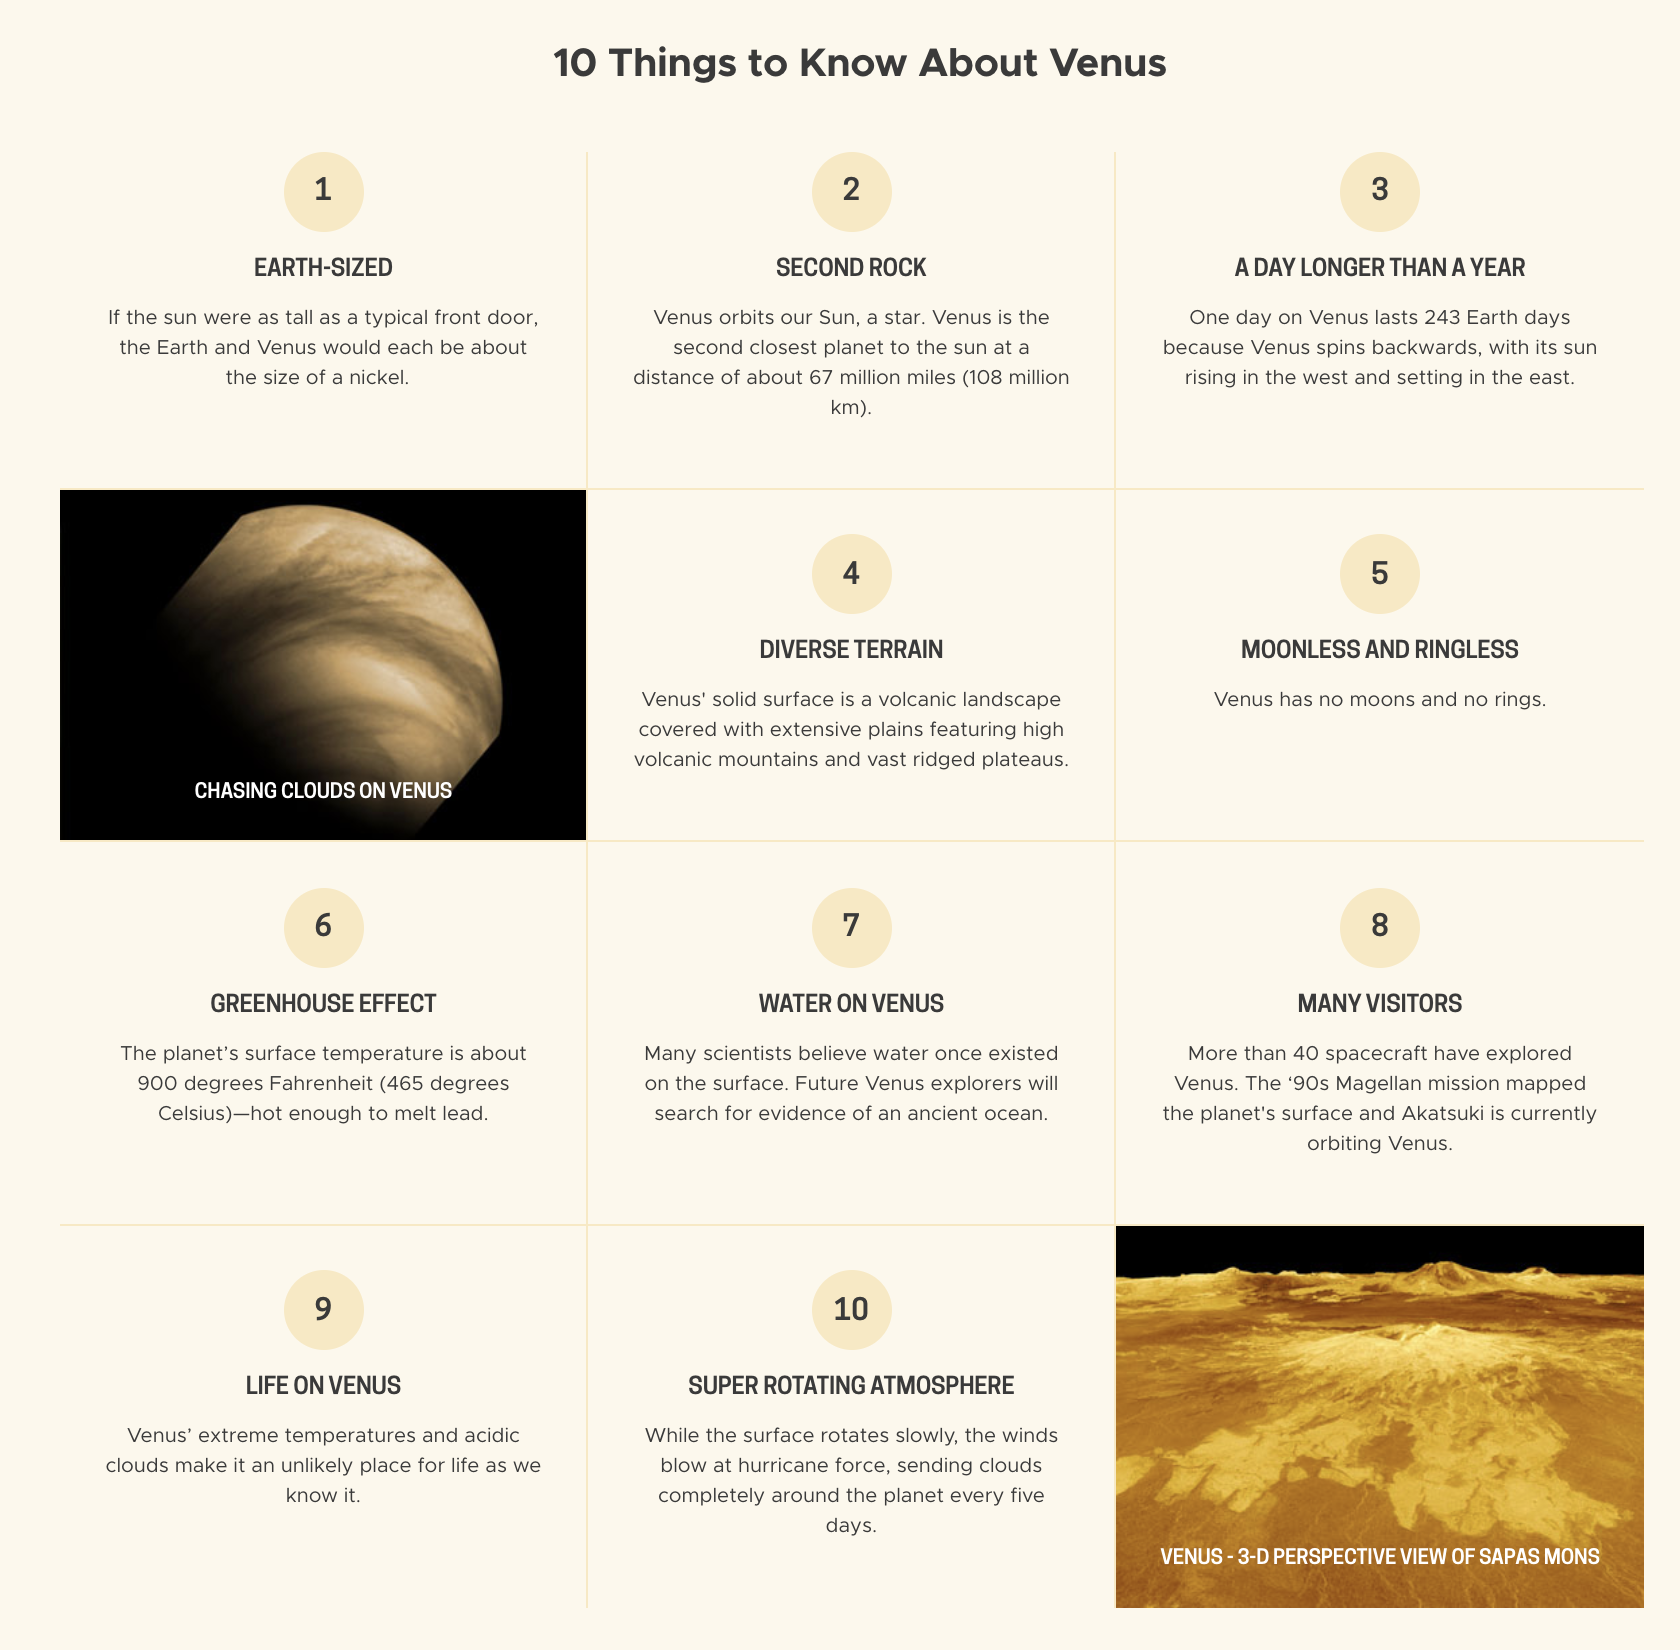 10 Things to Know About Venus
1
EARTH-SIZED
If the sun were as tall as a typical front door,
the Earth and Venus would each be about
the size of a nickel.
2
SECOND ROCK
Venus orbits our Sun, a star. Venus is the
second closest planet to the sun at a
distance of about 67 million miles (108 million
km).
3
A DAY LONGER THAN A YEAR
One day on Venus lasts 243 Earth days
because Venus spins backwards, with its sun
rising in the west and setting in the east.
CHASING CLOUDS ON VENUS
4
DIVERSE TERRAIN
Venus' solid surface is a volcanic landscape
covered with extensive plains featuring high
volcanic mountains and vast ridged plateaus.
5
MOONLESS AND RINGLESS
Venus has no moons and no rings.
6
GREENHOUSE EFFECT
The planet’s surface temperature is about
900 degrees Fahrenheit (465 degrees
Celsius)—hot enough to melt lead.
7
WATER ON VENUS
Many scientists believe water once existed
on the surface. Future Venus explorers will
search for evidence of an ancient ocean.
8
MANY VISITORS
More than 40 spacecraft have explored
Venus. The ‘90s Magellan mission mapped
the planet's surface and Akatsuki is currently
orbiting Venus.
9
LIFE ON VENUS
Venus’ extreme temperatures and acidic
clouds make it an unlikely place for life as we
know it.
10
SUPER ROTATING ATMOSPHERE
While the surface rotates slowly, the winds
blow at hurricane force, sending clouds
completely around the planet every five
days.
VENUS - 3-D PERSPECTIVE VIEW OF SAPAS MONS